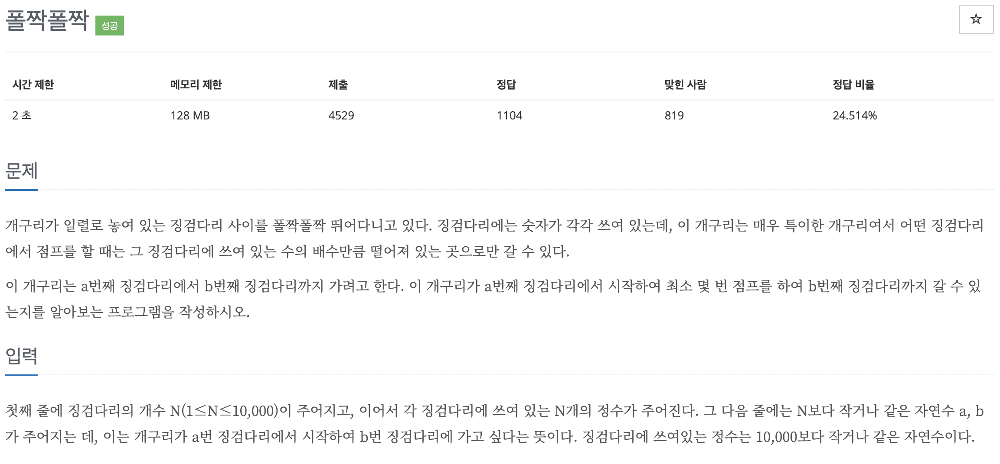 폴짝폴짝 성공
시간 제한 메모리 제한 제출 정답 맞힌 사람 정답 비율
2 초 128 MB 4529 1104 819 24.514%
문제
개구리가 일렬로 놓여 있는 징검다리 사이를 폴짝폴짝 뛰어다니고 있다. 징검다리에는 숫자가 각각 쓰여 있는데, 이 개구리는 매우 특이한 개구리여서 어떤 징검다리
에서 점프를 할 때는 그 징검다리에 쓰여 있는 수의 배수만큼 떨어져 있는 곳으로만 갈 수 있다.
이 개구리는 a번째 징검다리에서 b번째 징검다리까지 가려고 한다. 이 개구리가 a번째 징검다리에서 시작하여 최소 몇 번 점프를 하여 b번째 징검다리까지 갈 수 있
는지를 알아보는 프로그램을 작성하시오.
입력
첫째 줄에 징검다리의 개수 N(1≤N≤10,000)이 주어지고, 이어서 각 징검다리에 쓰여 있는 N개의 정수가 주어진다. 그 다음 줄에는 N보다 작거나 같은 자연수 a, b
가 주어지는 데, 이는 개구리가 a번 징검다리에서 시작하여 b번 징검다리에 가고 싶다는 뜻이다. 징검다리에 쓰여있는 정수는 10,000보다 작거나 같은 자연수이다.